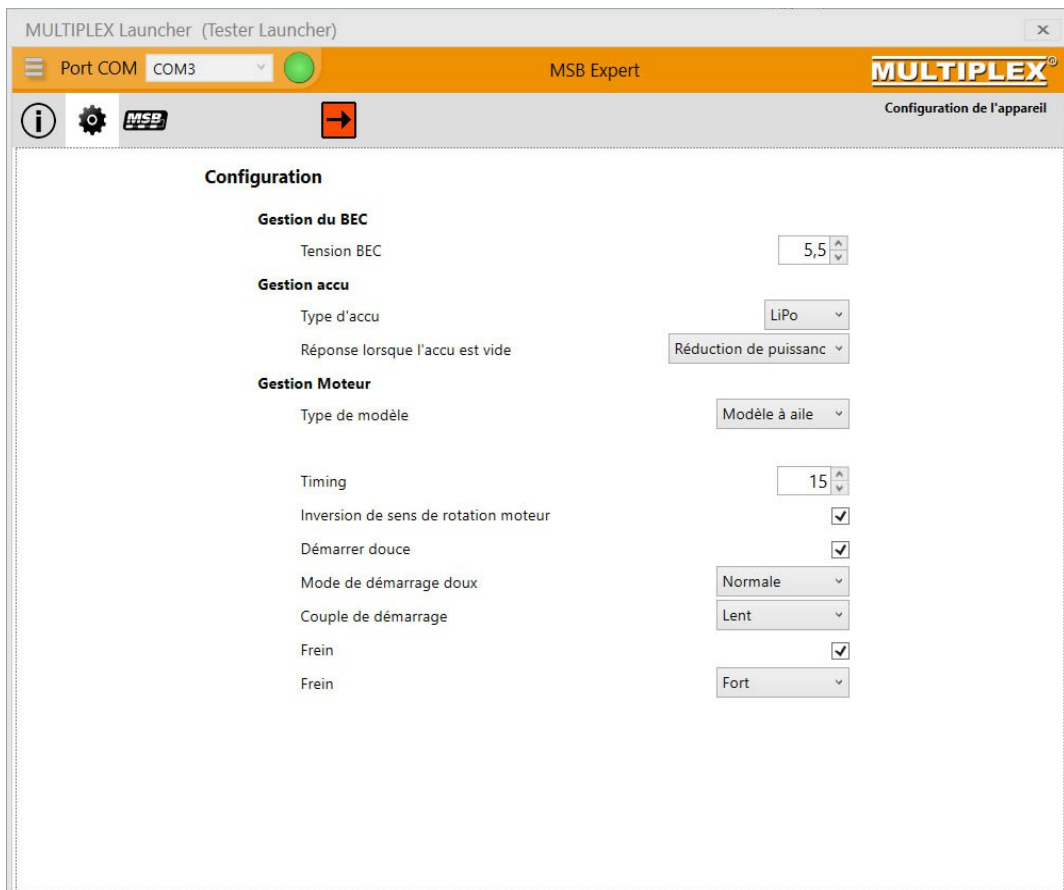 MULTIPLEX Launcher (Tester Launcher)
Port COM COM3 MSB Expert MULTIPLEX®
i MSB Configuration de l'appareil
Configuration
Gestion du BEC
Tension BEC 5,5
Gestion accu
Type d'accu LiPo
Réponse lorsque l'accu est vide Réduction de puissanc
Gestion Moteur
Type de modèle Modèle à aile
Timing 15
Inversion de sens de rotation moteur
Démarrer douce
Mode de démarrage doux Normale
Couple de démarrage Lent
Frein
Frein Fort